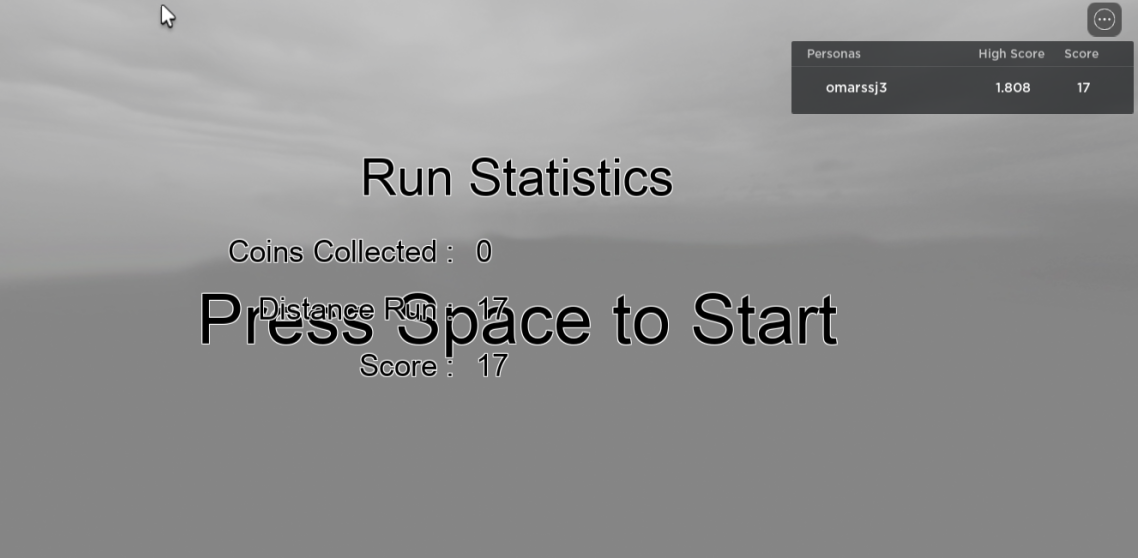 Personas High Score Score
omarssj3 1.808 17
Run Statistics
Coins Collected : 0
Distance Run : 17
Press Space to Start
Score : 17